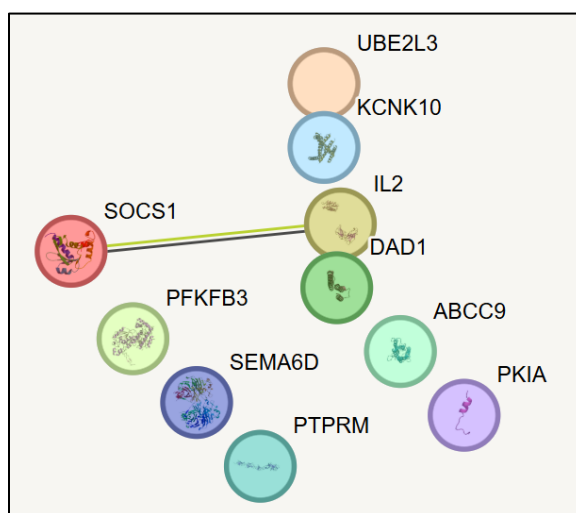 UBE2L3
KCNK10
IL2
SOCS1
DAD1
PFKFB3
ABCC9
SEMA6D
PKIA
PTPRM